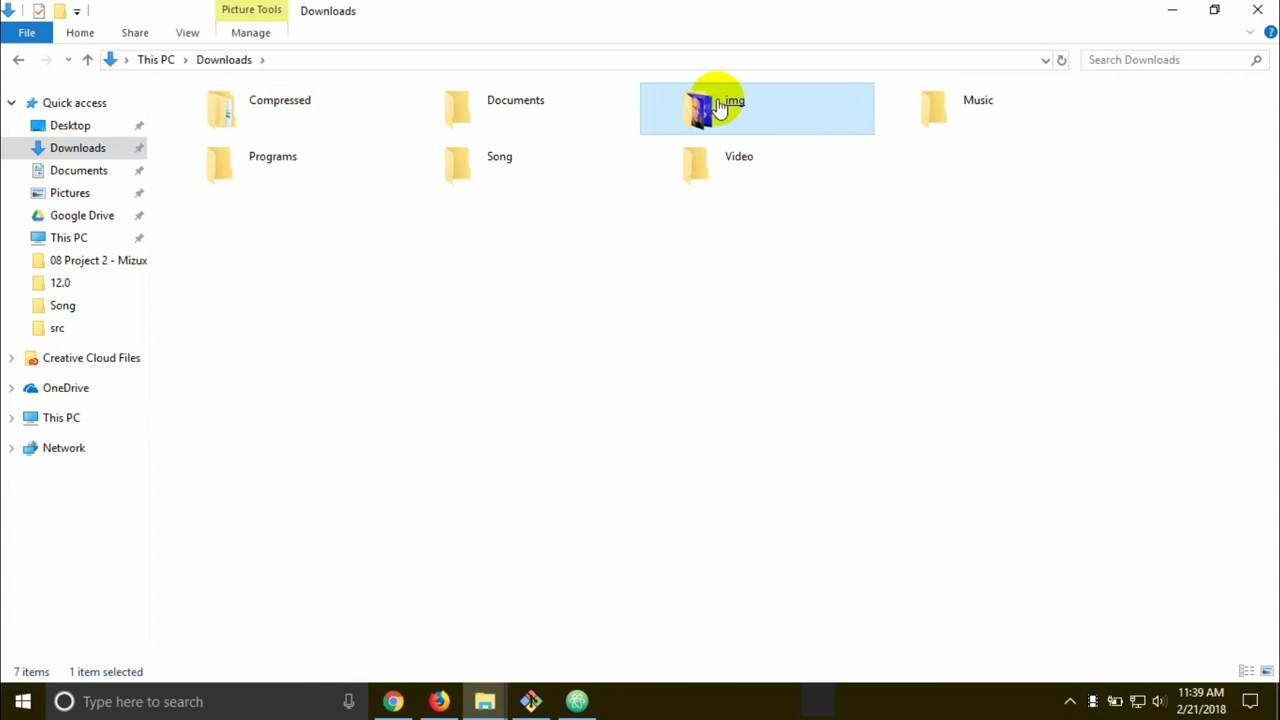 Picture Tools
Downloads
File
Home
Share
View
Manage
This PC
Downloads
Search Downloads
Quick access
Desktop
Downloads
Documents
Pictures
Google Drive
This PC
08 Project 2 - Mizux
12.0
Song
src
Creative Cloud Files
OneDrive
This PC
Network
Compressed
Documents
img
Music
Programs
Song
Video
7 items
1 item selected
Type here to search
11:39 AM
2/21/2018